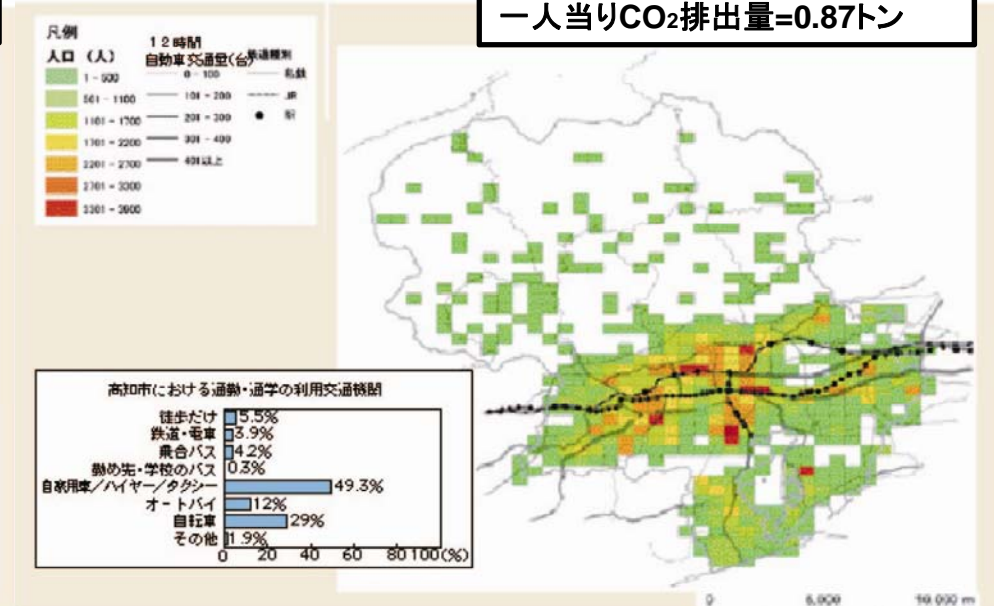 一人当りCO₂排出量=0.87トン
凡例
人口 (人)
1 - 500
501 - 1100
1101 - 1700
1701 - 2200
2201 - 2700
2701 - 3300
3301 - 3900
12時間
自動車交通量(台)
0 - 100
101 - 200
201 - 300
301 - 400
401以上
鉄道種別
私鉄
JR
駅
高知市における通勤・通学の利用交通機関
徒歩だけ 5.5%
鉄道・電車 3.9%
乗合バス 4.2%
勤め先・学校のバス 0.3%
自家用車/ハイヤー/タクシー 49.3%
オートバイ 12%
自転車 29%
その他 1.9%
0 20 40 60 80 100(%)
0 5,000 10,000 m